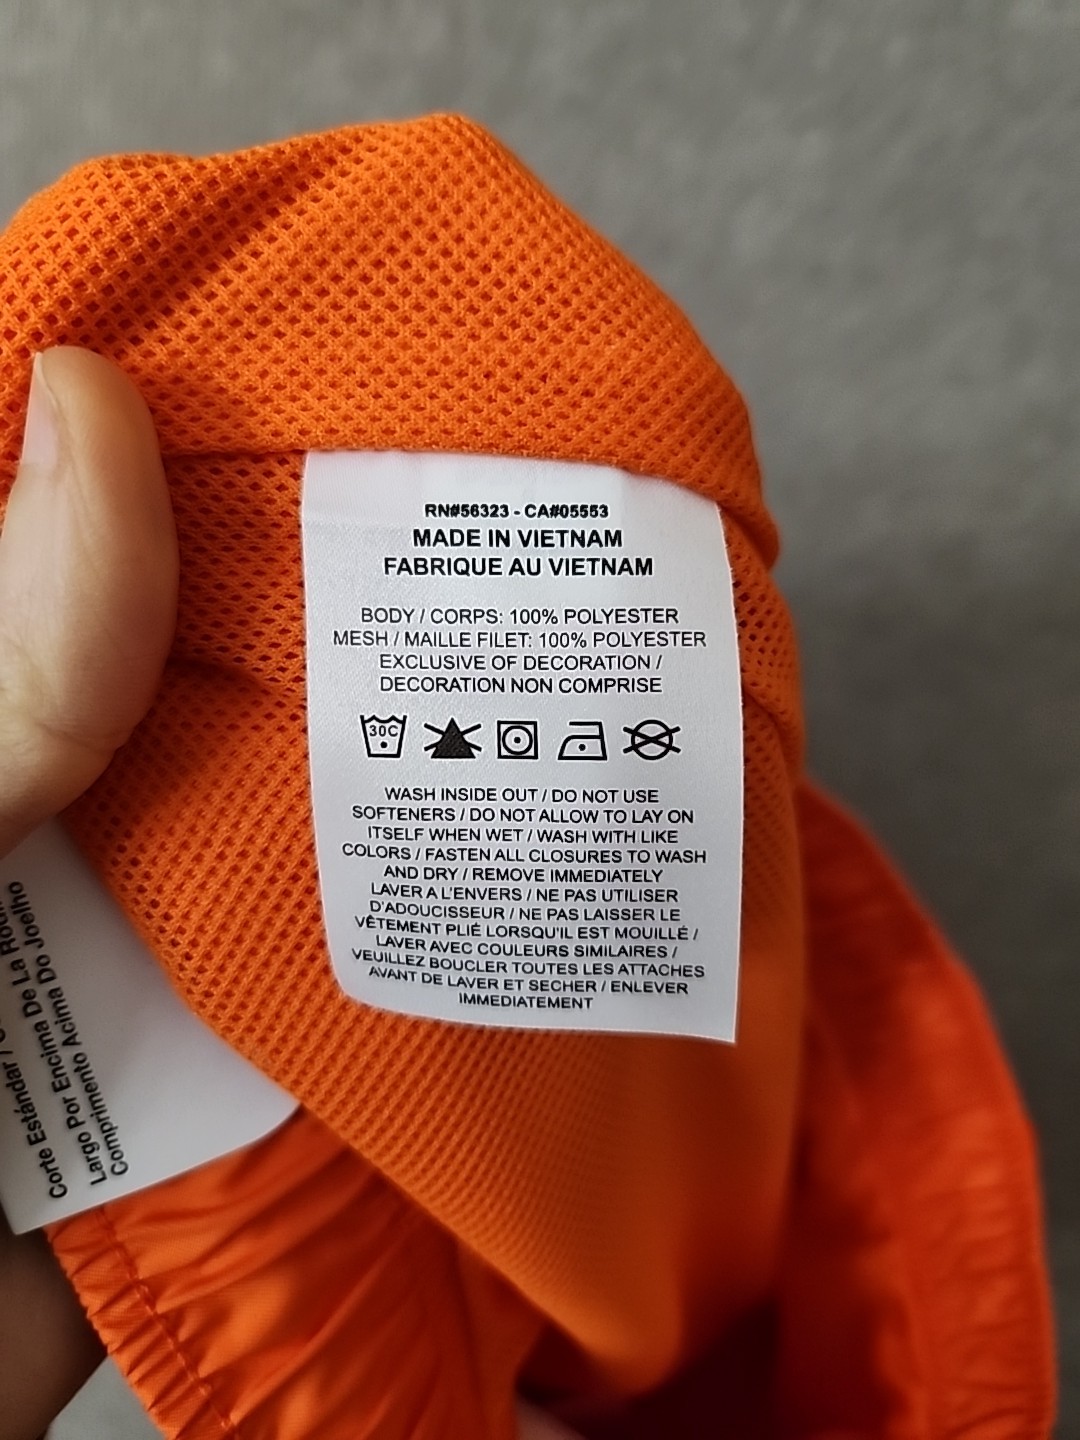 RN#56323 - CA#05553
MADE IN VIETNAM
FABRIQUE AU VIETNAM
BODY / CORPS: 100% POLYESTER
MESH / MAILLE FILET: 100% POLYESTER
EXCLUSIVE OF DECORATION /
DECORATION NON COMPRISE
30C
WASH INSIDE OUT / DO NOT USE
SOFTENERS / DO NOT ALLOW TO LAY ON
ITSELF WHEN WET / WASH WITH LIKE
COLORS / FASTEN ALL CLOSURES TO WASH
AND DRY / REMOVE IMMEDIATELY
LAVER A L'ENVERS / NE PAS UTILISER
D'ADOUCISSEUR / NE PAS LAISSER LE
VÊTEMENT PLIÉ LORSQU'IL EST MOUILLÉ /
LAVER AVEC COULEURS SIMILAIRES /
VEUILLEZ BOUCLER TOUTES LES ATTACHES
AVANT DE LAVER ET SECHER / ENLEVER
IMMEDIATEMENT
Corte Estándar /
Largo Por Encima De La
Comprimento Acima Do Joelho